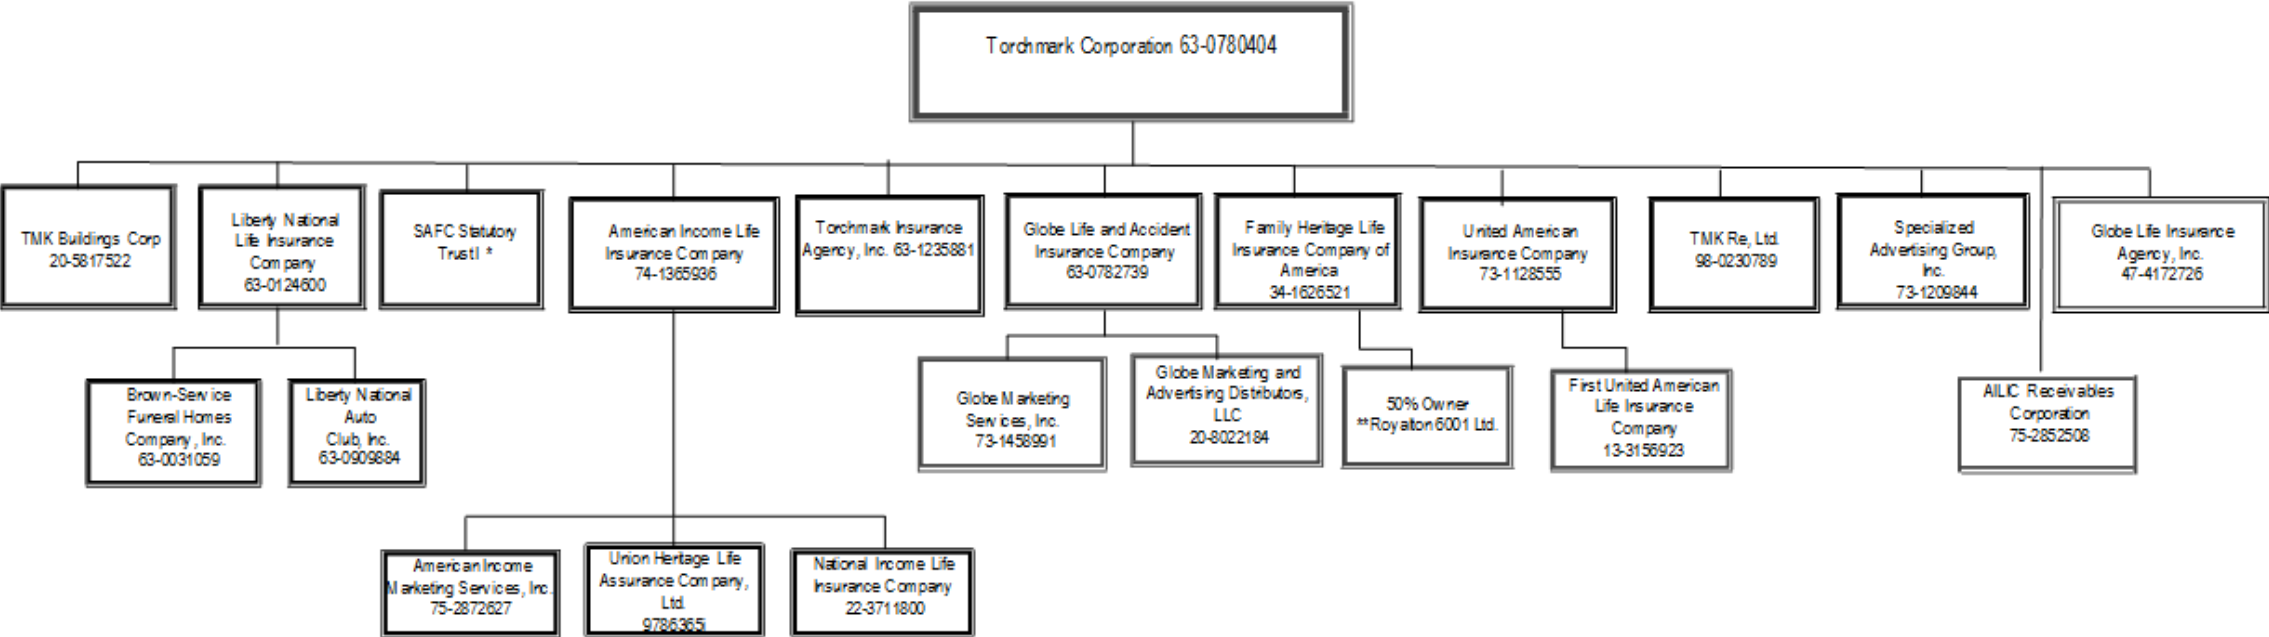 Torchmark Corporation 63-0780404
TMK Buildings Corp
20-5817522
Liberty National
Life Insurance
Company
63-0124600
SAFC Statutory
Trust I *
American Income Life
Insurance Company
74-1365936
Torchmark Insurance
Agency, Inc. 63-1235881
Globe Life and Accident
Insurance Company
63-0782739
Family Heritage Life
Insurance Company of
America
34-1626521
United American
Insurance Company
73-1128555
TMK Re, Ltd.
98-0230789
Specialized
Advertising Group,
Inc.
73-1209844
Globe Life Insurance
Agency, Inc.
47-4172726
Brown-Service
Funeral Homes
Company, Inc.
63-0031059
Liberty National
Auto
Club, Inc.
63-0909884
Globe Marketing
Services, Inc.
73-1458991
Globe Marketing and
Advertising Distributors,
LLC
20-8022184
50% Owner
**Royalton 6001 Ltd.
First United American
Life Insurance
Company
13-3156923
AILIC Receivables
Corporation
75-2852508
American Income
Marketing Services, Inc.
75-2872627
Union Heritage Life
Assurance Company,
Ltd.
9786365i
National Income Life
Insurance Company
22-3711800